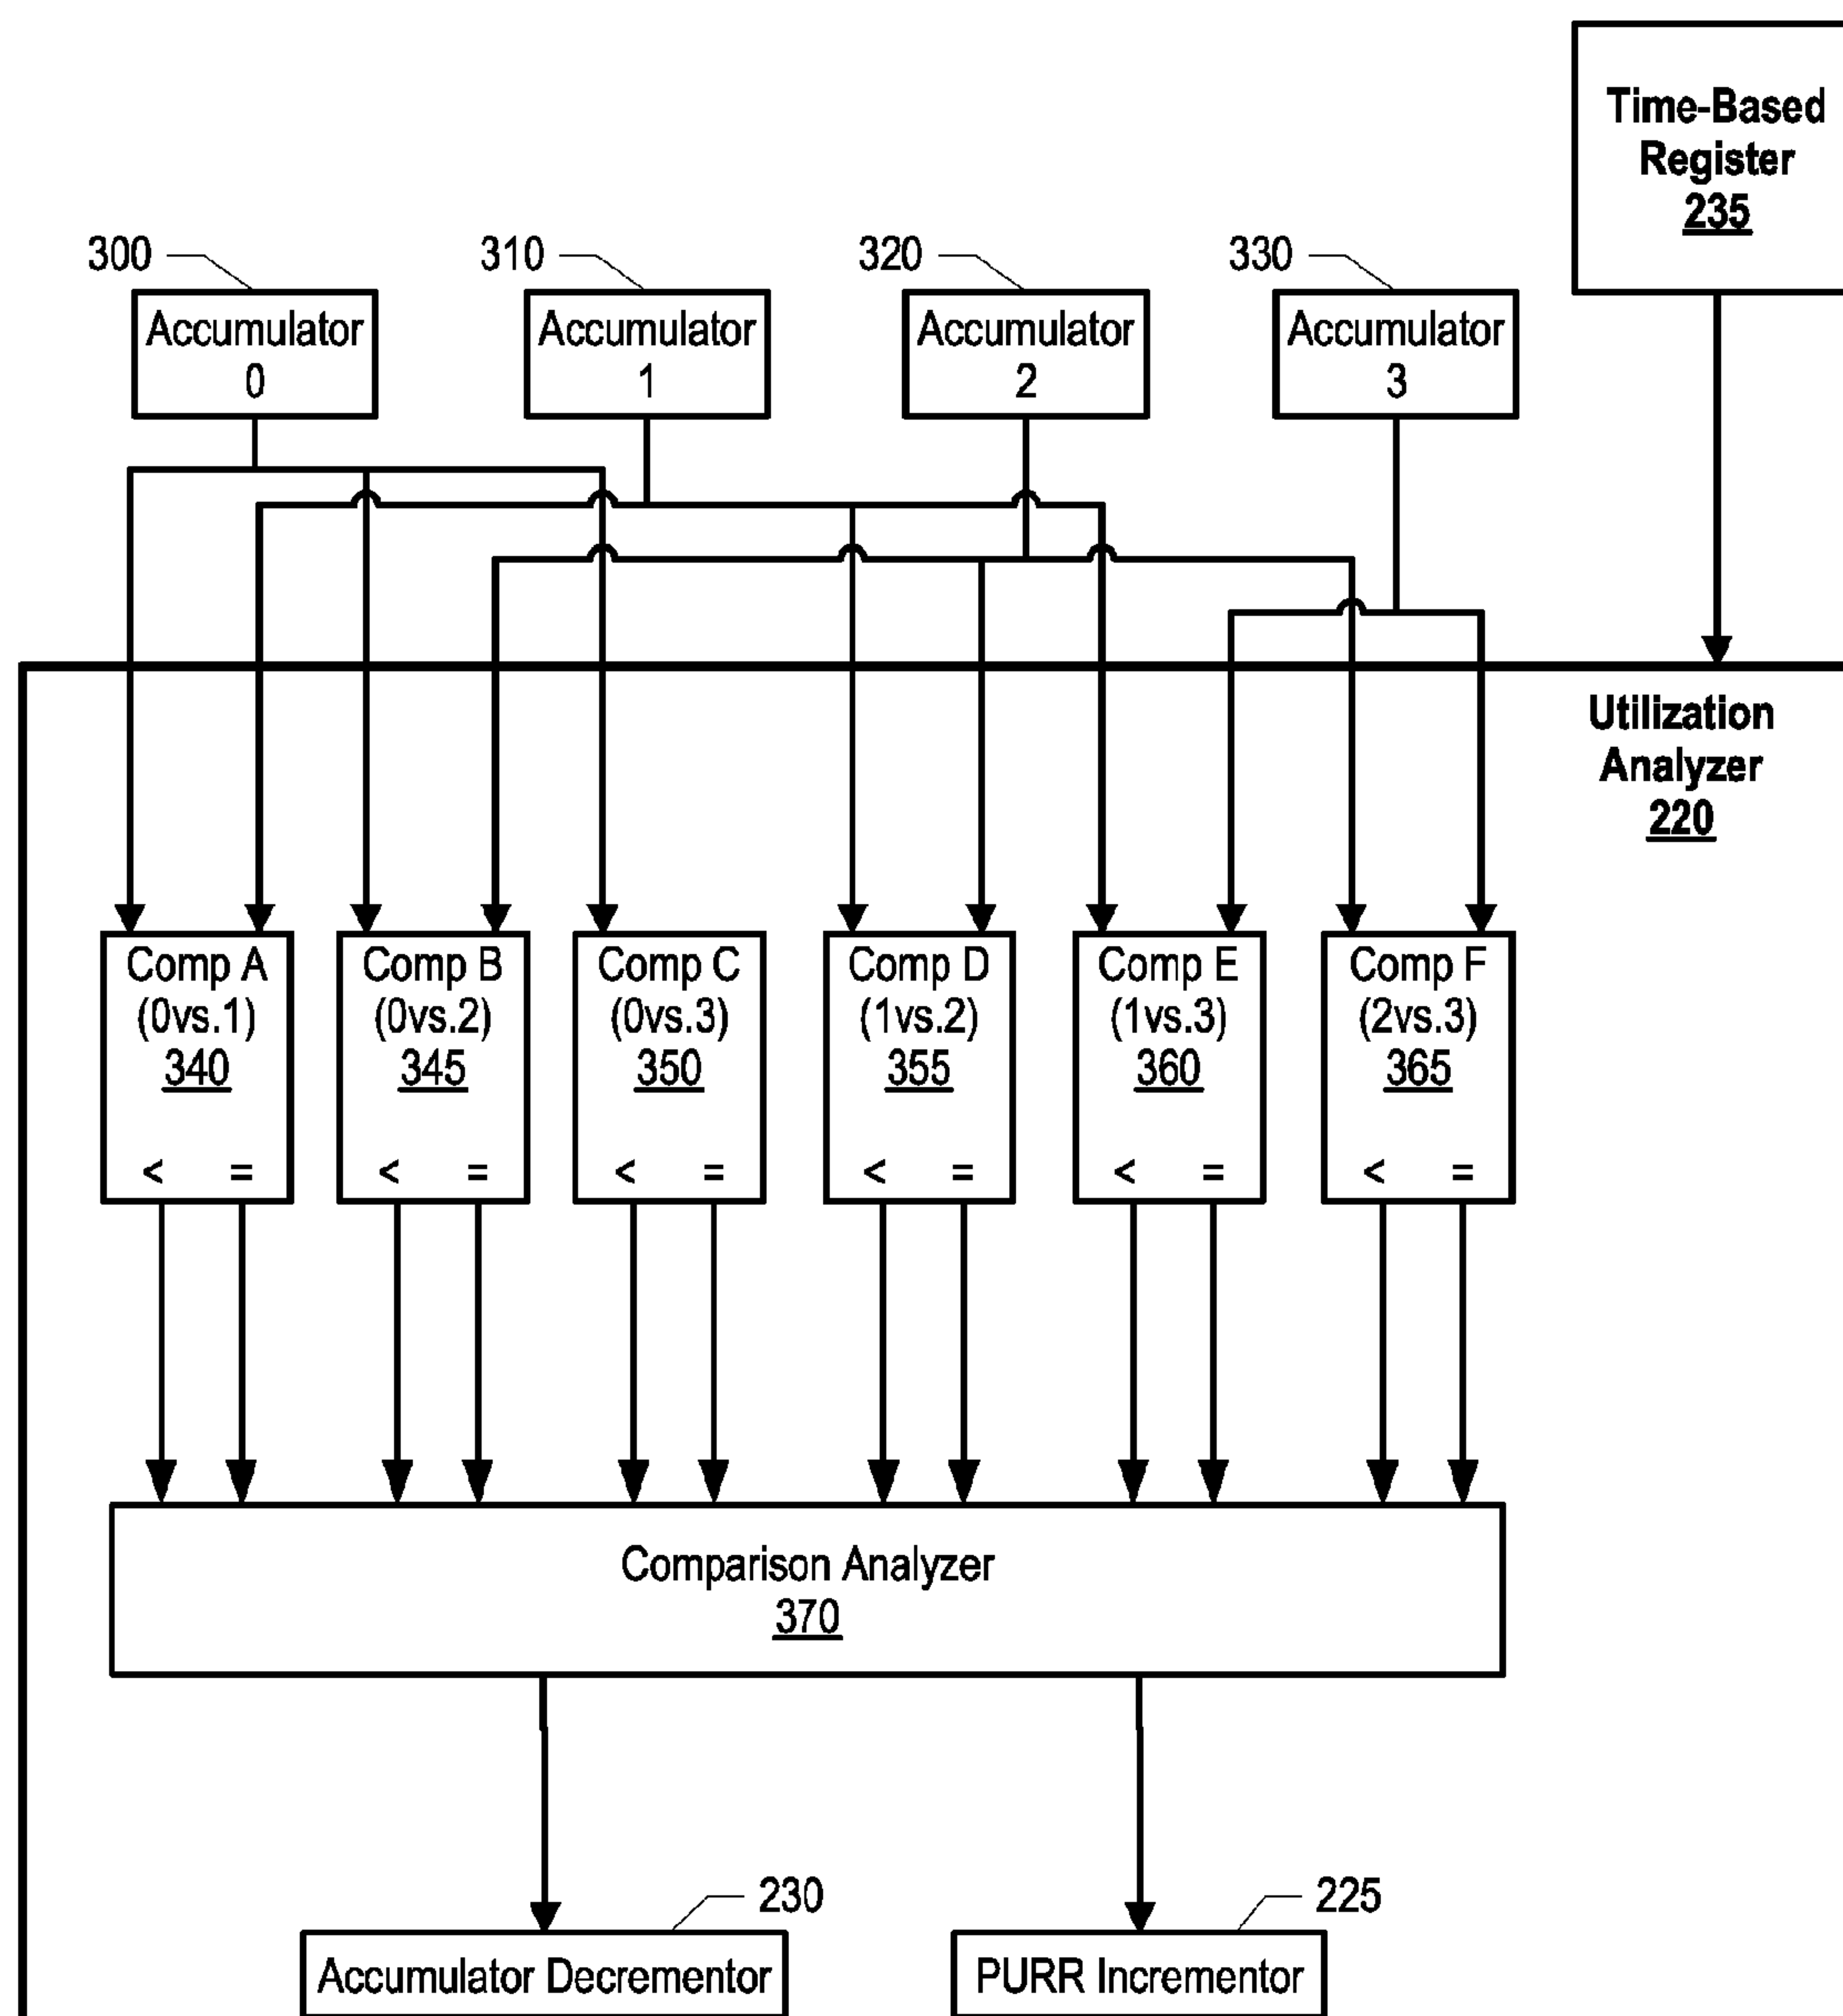 Time-Based
Register
235
300
310
320
330
Accumulator
0
Accumulator
1
Accumulator
2
Accumulator
3
Utilization
Analyzer
220
Comp A
(0vs.1)
340
< =
Comp B
(0vs.2)
345
< =
Comp C
(0vs.3)
350
< =
Comp D
(1vs.2)
355
< =
Comp E
(1vs.3)
360
< =
Comp F
(2vs.3)
365
< =
Comparison Analyzer
370
230
225
Accumulator Decrementor
PURR Incrementor